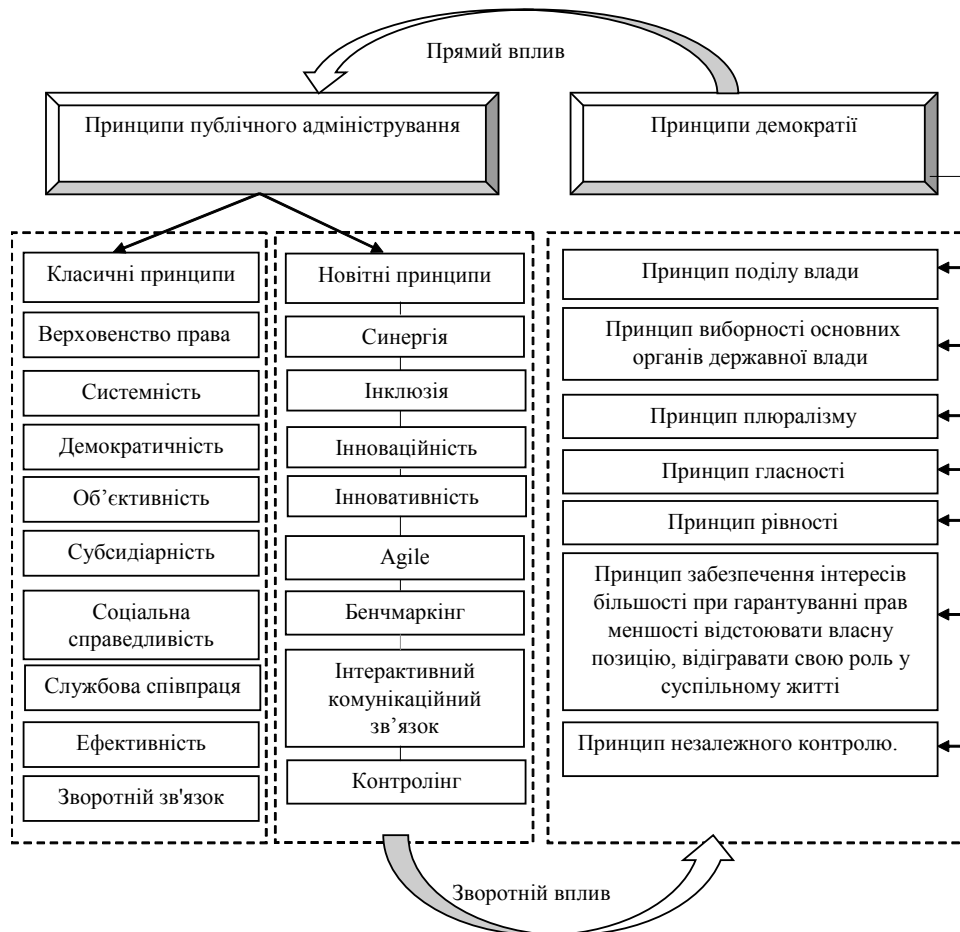 Прямий вплив
Принципи публічного адміністрування
Принципи демократії
Класичні принципи
Верховенство права
Системність
Демократичність
Об’єктивність
Субсидіарність
Соціальна
справедливість
Службова співпраця
Ефективність
Зворотній зв'язок
Новітні принципи
Синергія
Інклюзія
Інноваційність
Інновативність
Agile
Бенчмаркінг
Інтерактивний
комунікаційний
зв’язок
Контролінг
Принцип поділу влади
Принцип виборності основних
органів державної влади
Принцип плюралізму
Принцип гласності
Принцип рівності
Принцип забезпечення інтересів
більшості при гарантуванні прав
меншості відстоювати власну
позицію, відігравати свою роль у
суспільному житті
Принцип незалежного контролю.
Зворотній вплив